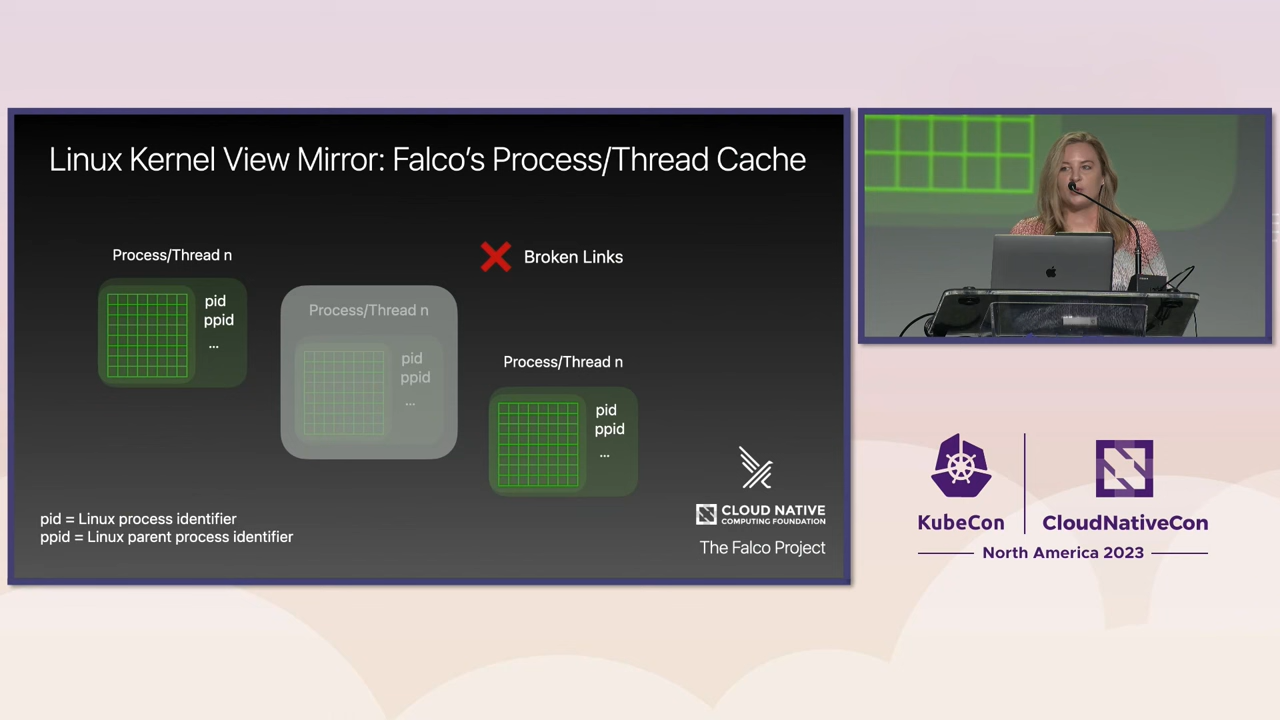 Linux Kernel View Mirror: Falco's Process/Thread Cache
Process/Thread n
pid
ppid
...
Process/Thread n
pid
ppid
...
Broken Links
Process/Thread n
pid
ppid
...
pid = Linux process identifier
ppid = Linux parent process identifier
CLOUD NATIVE
COMPUTING FOUNDATION
The Falco Project
KubeCon
CloudNativeCon
North America 2023